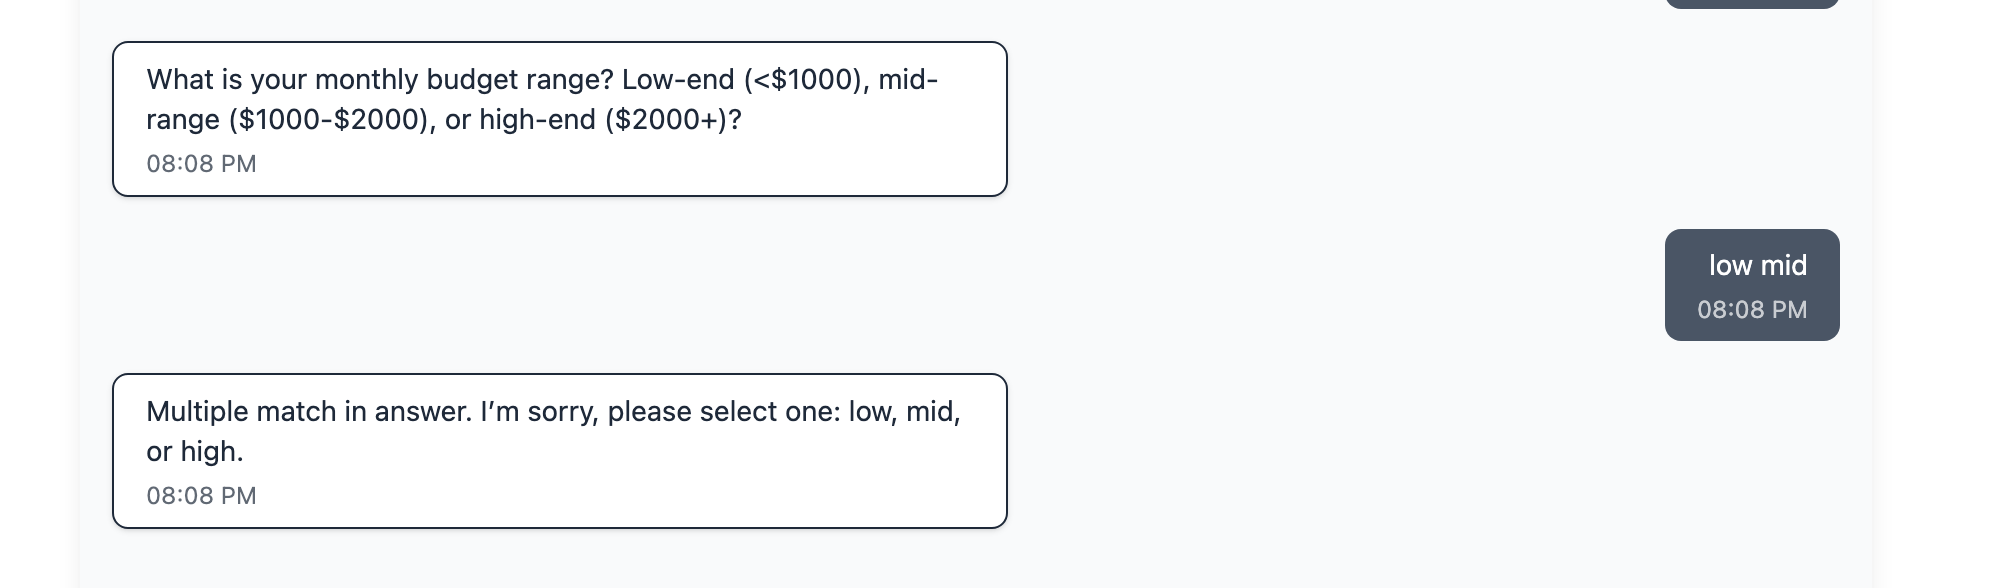 What is your monthly budget range? Low-end (<$1000), mid-
range ($1000-$2000), or high-end ($2000+)?
08:08 PM
low mid
08:08 PM
Multiple match in answer. I’m sorry, please select one: low, mid,
or high.
08:08 PM